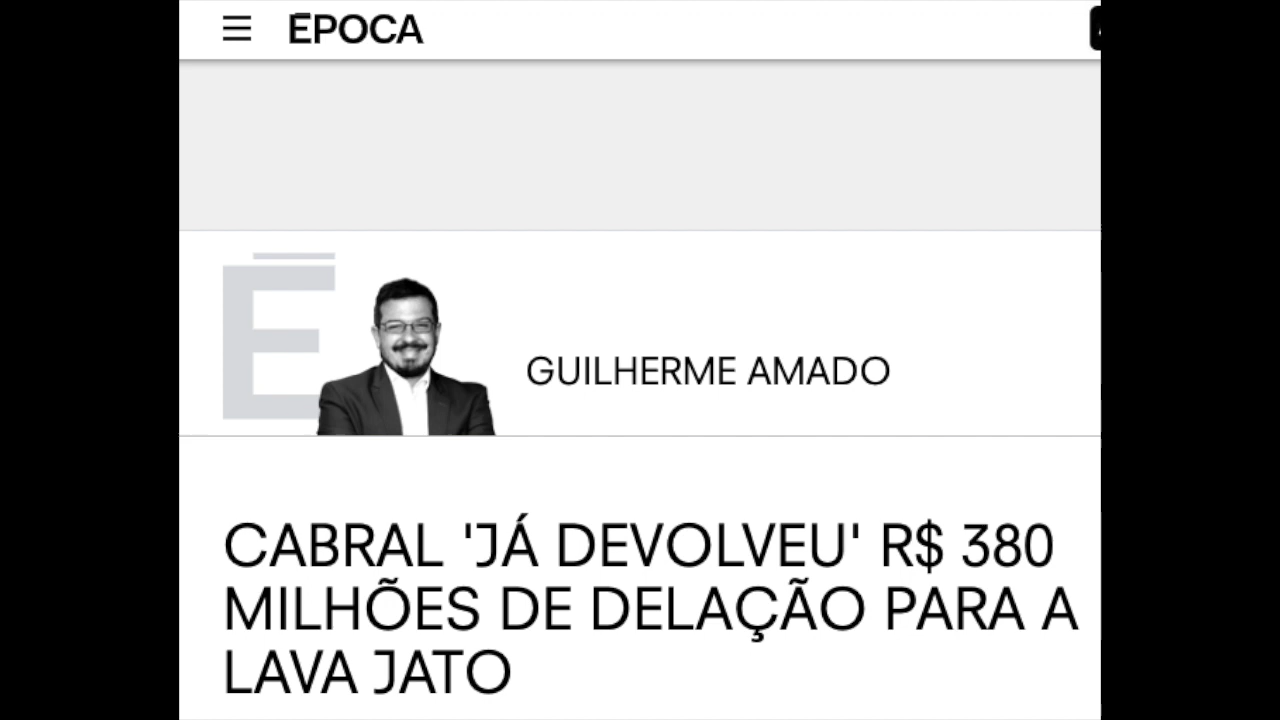 ÉPOCA
É
GUILHERME AMADO
CABRAL 'JÁ DEVOLVEU' R$ 380
MILHÕES DE DELAÇÃO PARA A
LAVA JATO